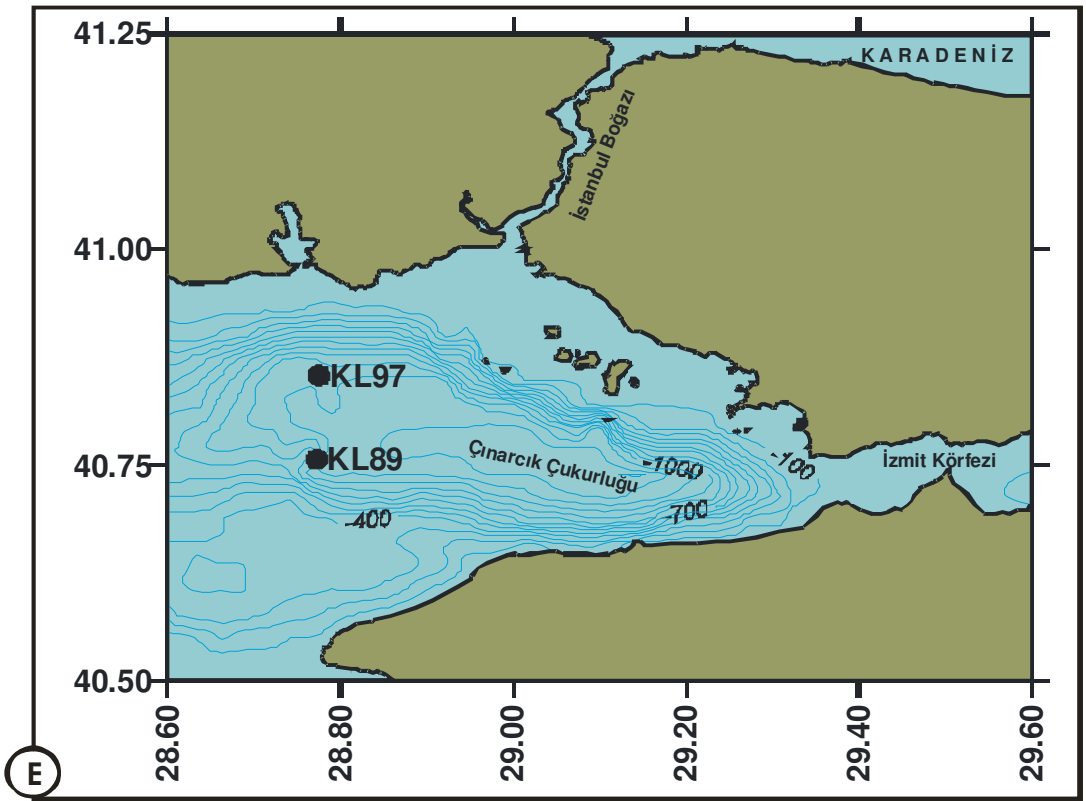 41.25
KARADENİZ
İstanbul Boğazı
41.00
KL97
KL89
Çınarcık Çukurluğu
-1000
-100
İzmit Körfezi
40.75
-700
-400
40.50
28.60
28.80
29.00
29.20
29.40
29.60
E